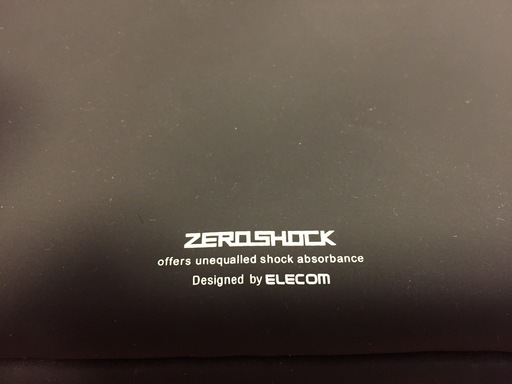 ZEROSHOCK
offers unequalled shock absorbance
Designed by ELECOM